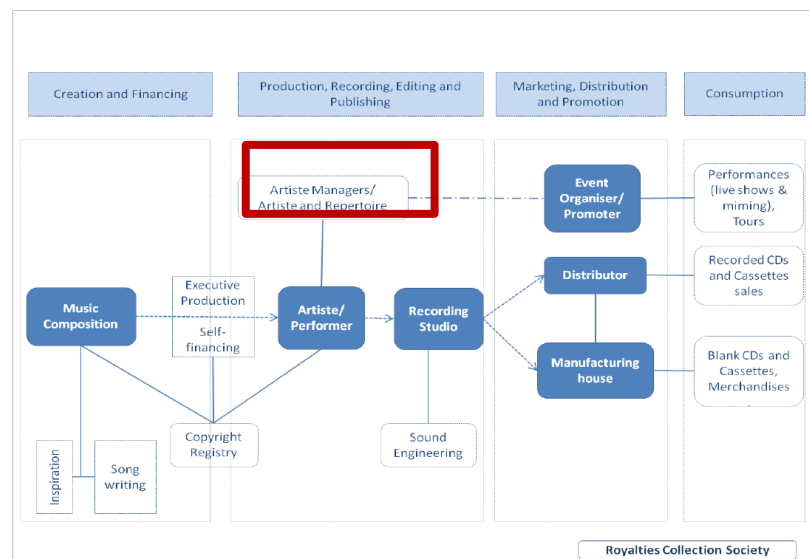 Creation and Financing
Production, Recording, Editing and
Publishing
Marketing, Distribution
and Promotion
Consumption
Artiste Managers/
Artiste and Repertoire
Event
Organiser/
Promoter
Performances
(live shows &
miming),
Tours
Executive
Production
Self-
financing
Music
Composition
Artiste/
Performer
Recording
Studio
Distributor
Recorded CDs
and Cassettes
sales
Manufacturing
house
Blank CDs and
Cassettes,
Merchandises
Copyright
Registry
Sound
Engineering
Inspiration
Song
writing
Royalties Collection Society